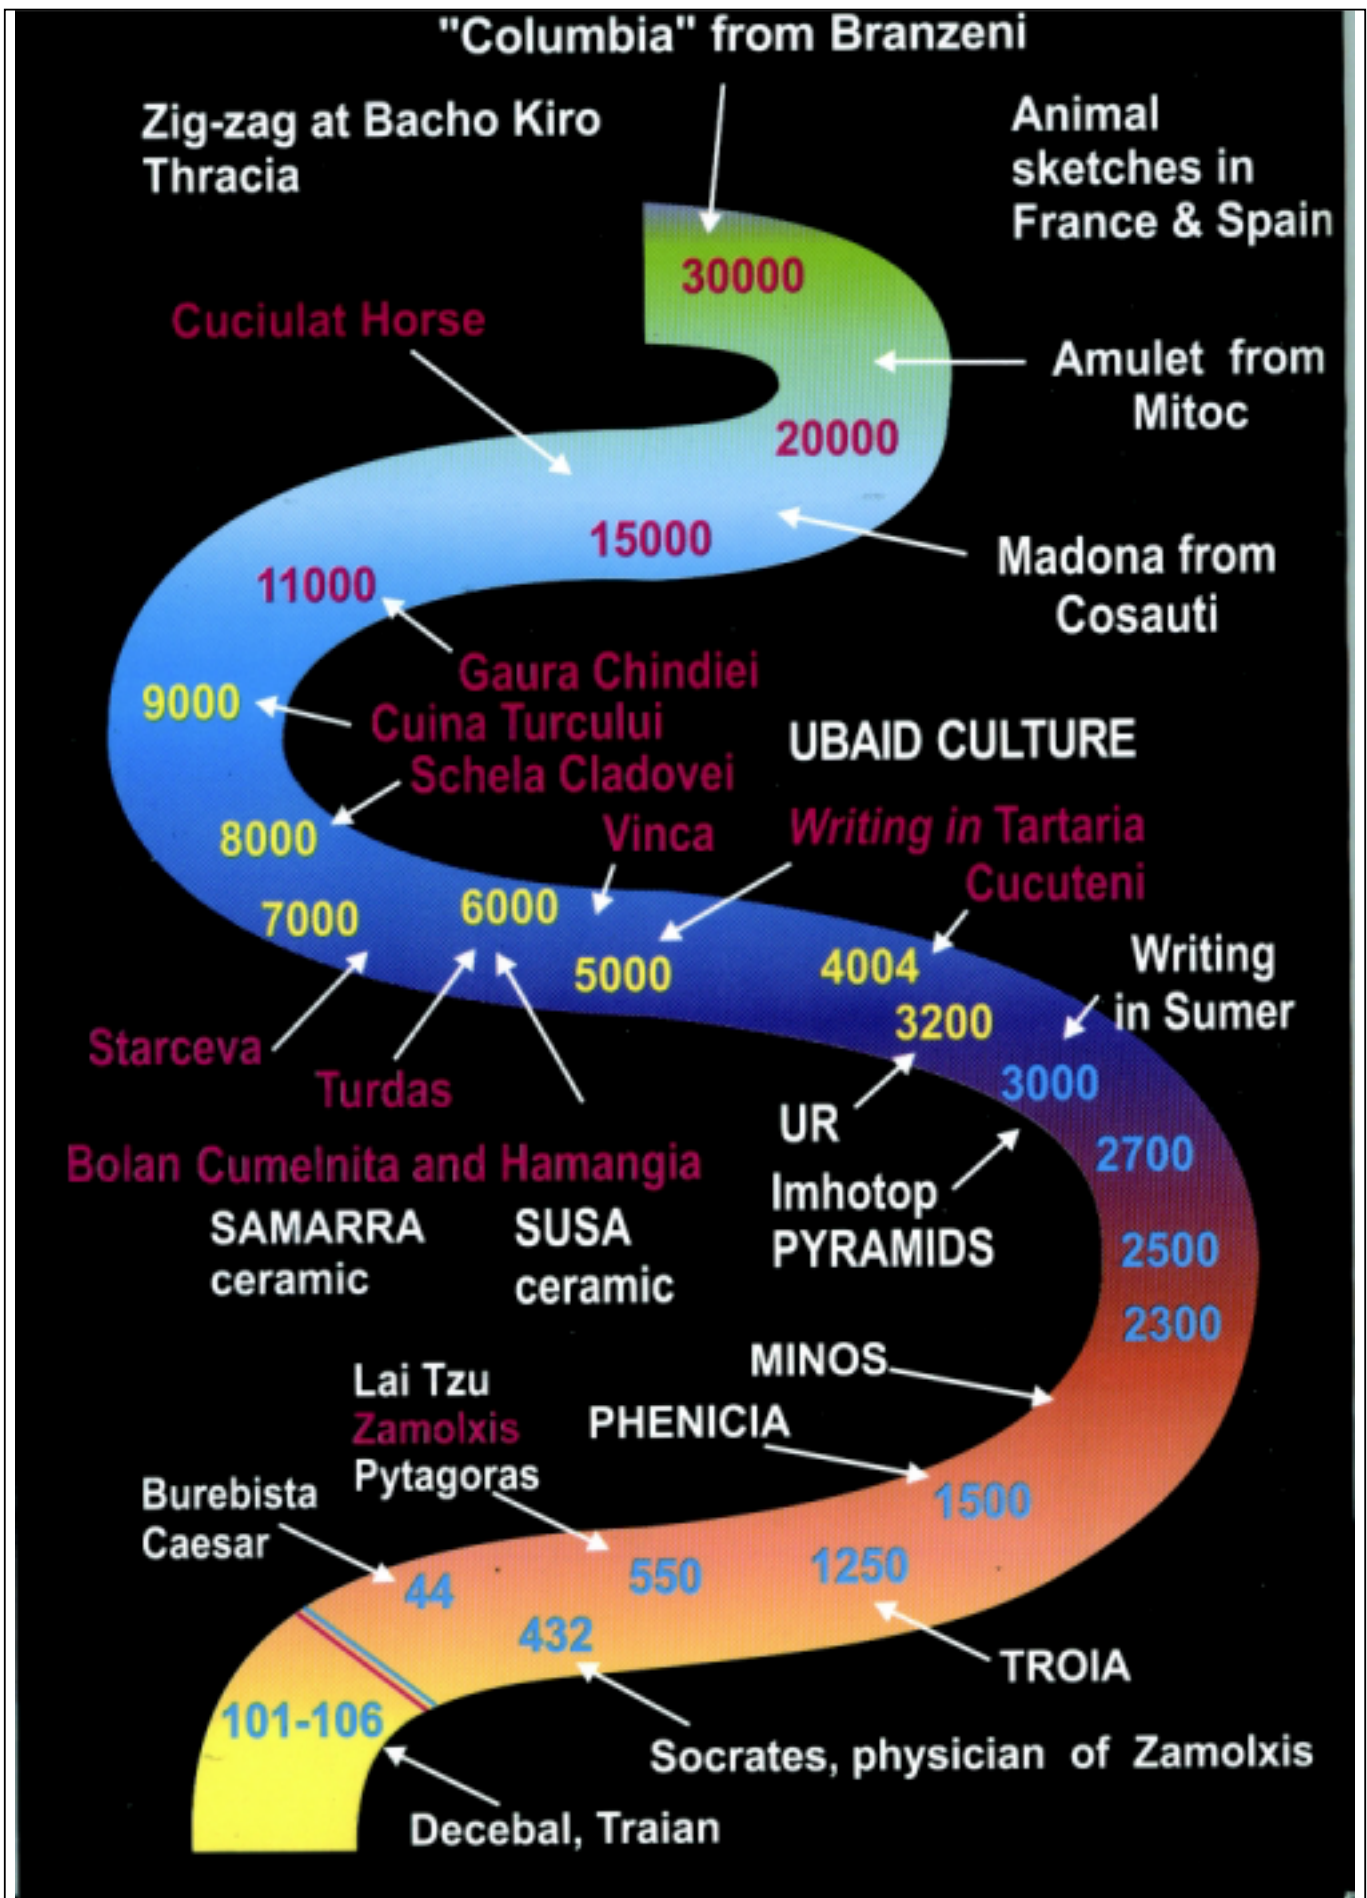 "Columbia" from Branzeni
Zig-zag at Bacho Kiro
Thracia
Animal
sketches in
France & Spain
30000
Cuciulat Horse
Amulet from
Mitoc
20000
15000
Madona from
Cosauti
11000
Gaura Chindiei
9000
Cuina Turcului
UBAID CULTURE
Schela Cladovei
8000
Vinca
Writing in Tartaria
Cucuteni
7000
6000
5000
4004
Writing
in Sumer
3200
3000
Starceva
Turdas
UR
2700
Bolan Cumelnita and Hamangia
Imhotop
PYRAMIDS
SAMARRA
ceramic
SUSA
ceramic
2500
2300
MINOS
Lai Tzu
Zamolxis
Pytagoras
PHENICIA
Burebista
Caesar
1500
1250
550
44
432
TROIA
101-106
Socrates, physician of Zamolxis
Decebal, Traian